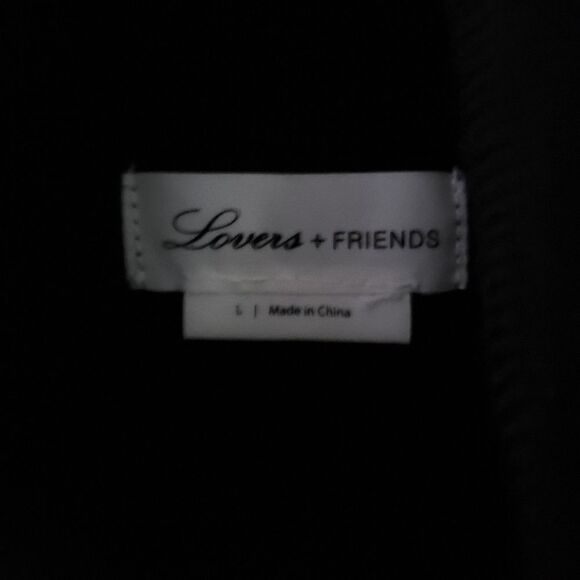 Lovers + FRIENDS
L | Made in China